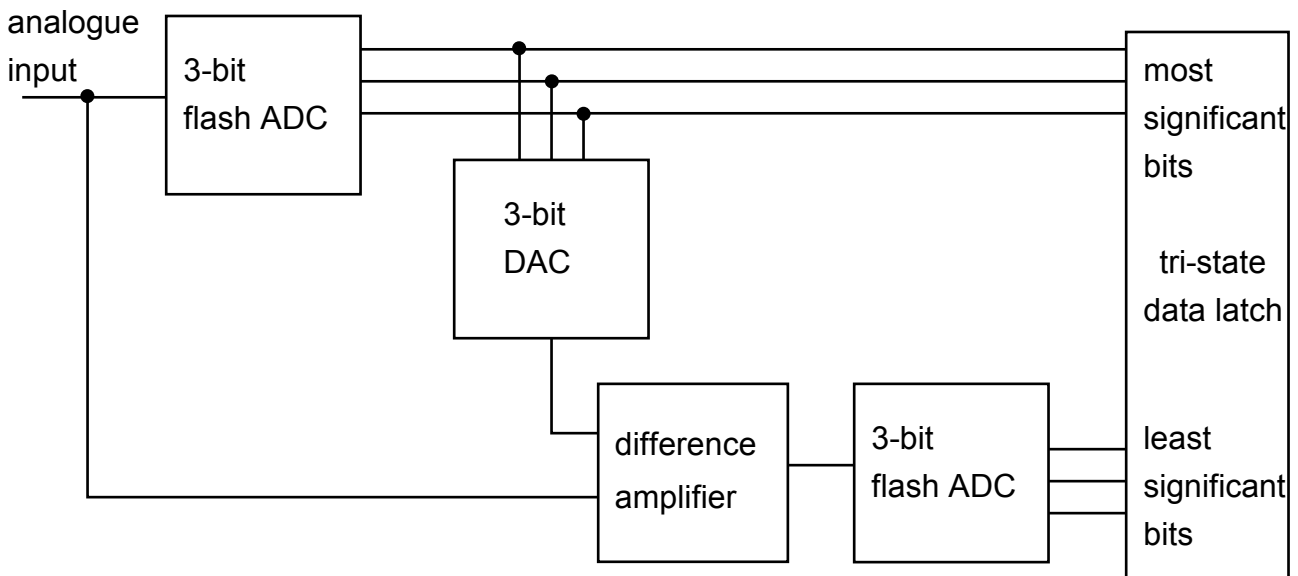 analogue
input
3-bit
flash ADC
most
significant
bits
3-bit
DAC
tri-state
data latch
difference
amplifier
3-bit
flash ADC
least
significant
bits